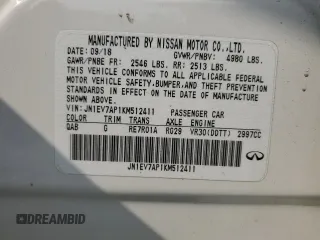 MANUFACTURED BY NISSAN MOTOR CO.,LTD.
DATE: 09/18 GVWR/PNBV: 4980 LBS.
GAWR/PNBE FR: 2546 LBS. RR: 2513 LBS.
THIS VEHICLE CONFORMS TO ALL APPLICABLE FEDERAL
MOTOR VEHICLE SAFETY, BUMPER, AND THEFT PREVENTION
STANDARDS IN EFFECT ON THE DATE OF MANUFACTURE
SHOWN ABOVE.
JN1EV7AP1KM512411 PASSENGER CAR
COLOR TRIM TRANS AXLE ENGINE
QAB G RE7R01A RG29 VR30(DDTT) 2997CC
JN1EV7AP1KM512411
INFINITI
AUTOBIDMASTER